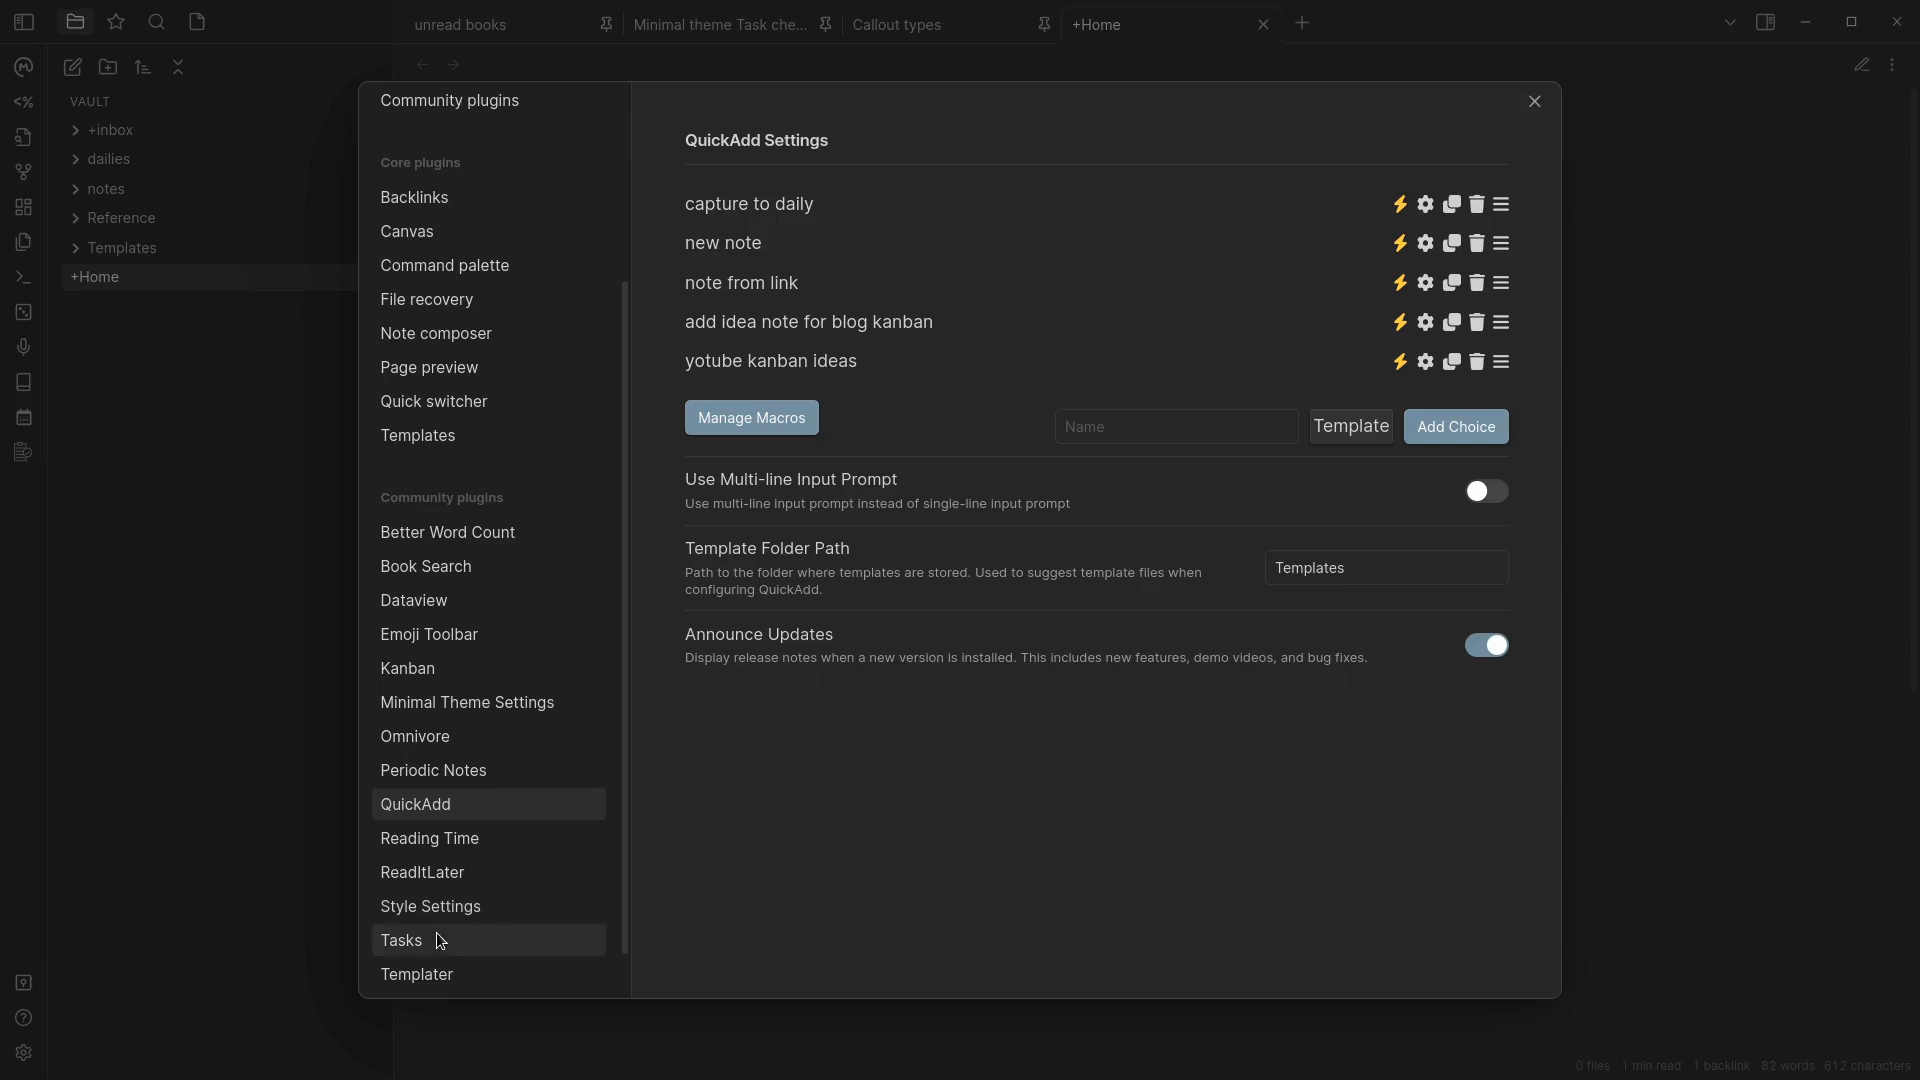 unread books
Minimal theme Task che...
Callout types
+Home
VAULT
+inbox
dailies
notes
Reference
Templates
+Home
Community plugins
Core plugins
Backlinks
Canvas
Command palette
File recovery
Note composer
Page preview
Quick switcher
Templates
Community plugins
Better Word Count
Book Search
Dataview
Emoji Toolbar
Kanban
Minimal Theme Settings
Omnivore
Periodic Notes
QuickAdd
Reading Time
ReadItLater
Style Settings
Tasks
Templater
QuickAdd Settings
capture to daily
new note
note from link
add idea note for blog kanban
yotube kanban ideas
Manage Macros
Name
Template
Add Choice
Use Multi-line Input Prompt
Use multi-line input prompt instead of single-line input prompt
Template Folder Path
Path to the folder where templates are stored. Used to suggest template files when
configuring QuickAdd.
Templates
Announce Updates
Display release notes when a new version is installed. This includes new features, demo videos, and bug fixes.
0 files 1 min read 1 backlink 82 words 612 characters